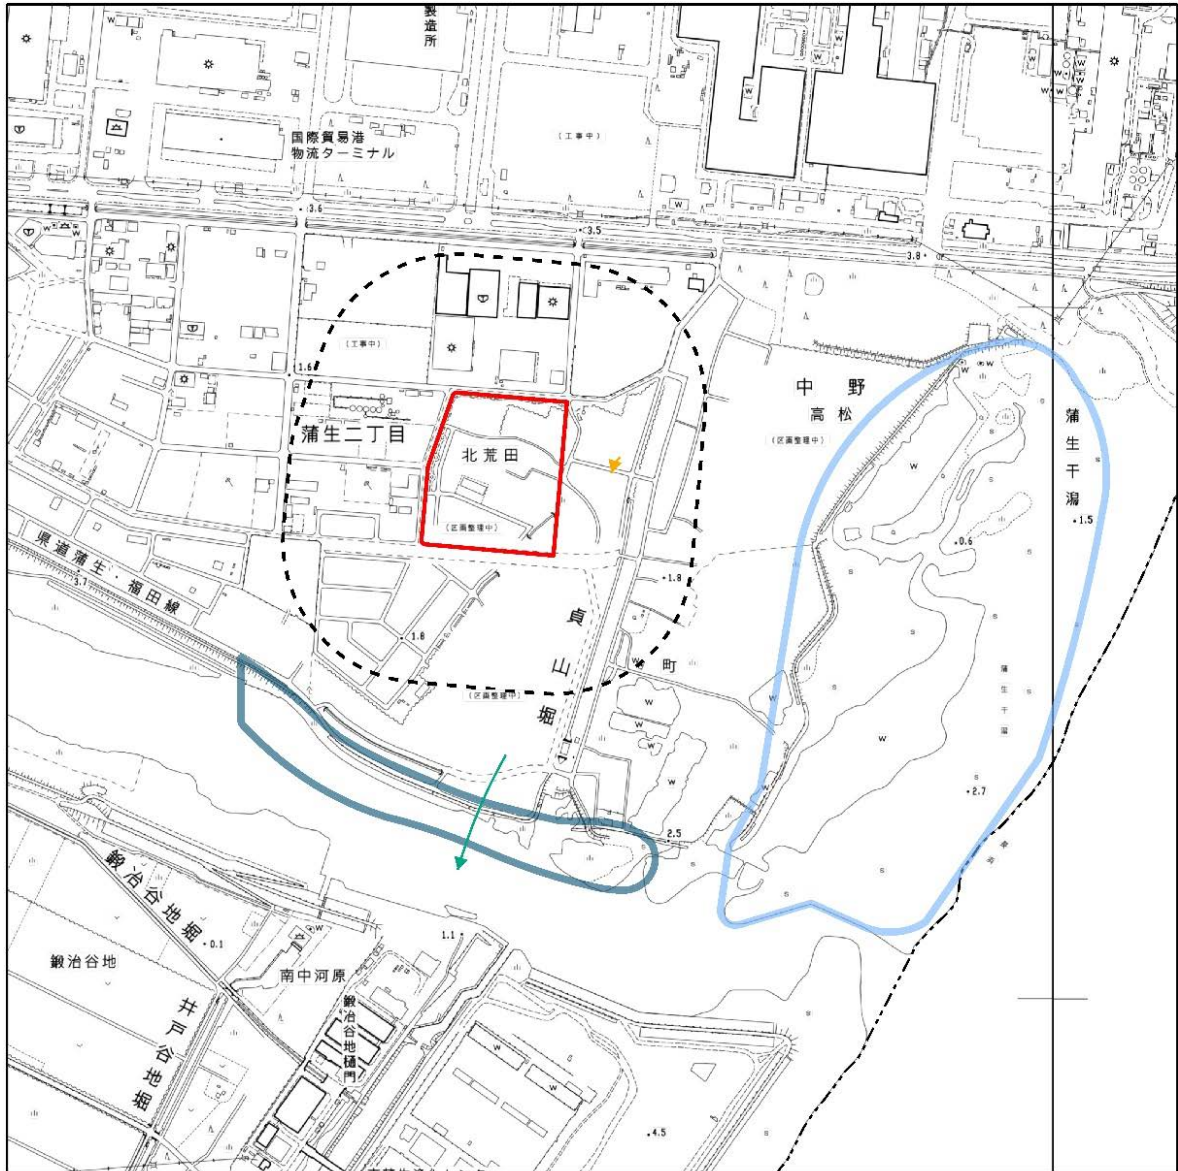 製造所
国際貿易港
物流ターミナル
(工事中)
3.6
3.5
3.8
(工事中)
1.6
蒲生二丁目
北荒田
(区画整理中)
中野
高松
(区画整理中)
蒲生干潟
1.5
0.6
県道蒲生・福田線
3.7
1.8
1.8
貞山堀
町
(区画整理中)
蒲生干潟
2.7
2.5
鍛冶谷地堀
0.1
鍛冶谷地
南中河原
1.1
井戸谷地堀
鍛冶谷地樋門
4.5